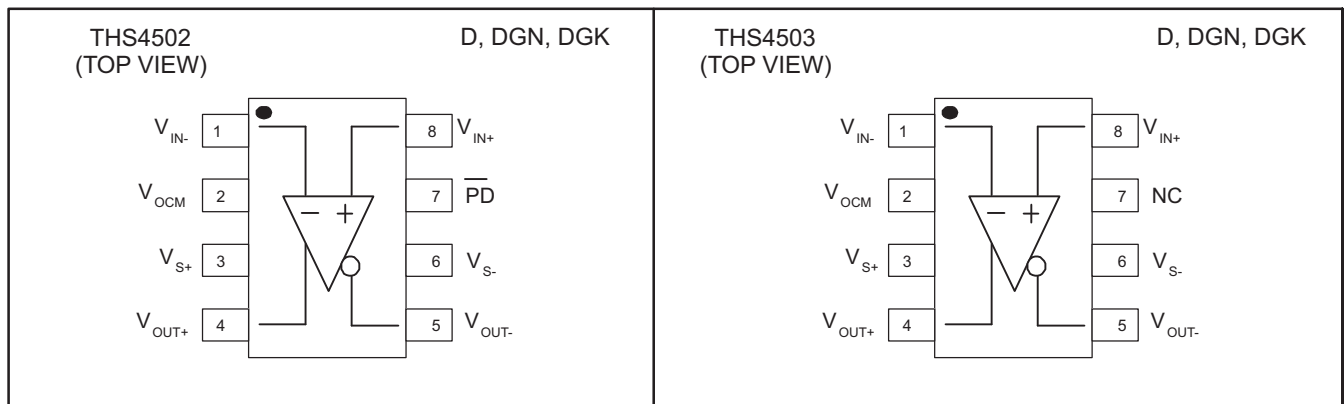 THS4502
(TOP VIEW)
D, DGN, DGK
V_IN- 1
8 V_IN+
V_OCM 2
7 P̅D̅
V_S+ 3
6 V_S-
V_OUT+ 4
5 V_OUT-
− +
THS4503
(TOP VIEW)
D, DGN, DGK
V_IN- 1
8 V_IN+
V_OCM 2
7 NC
V_S+ 3
6 V_S-
V_OUT+ 4
5 V_OUT-
− +